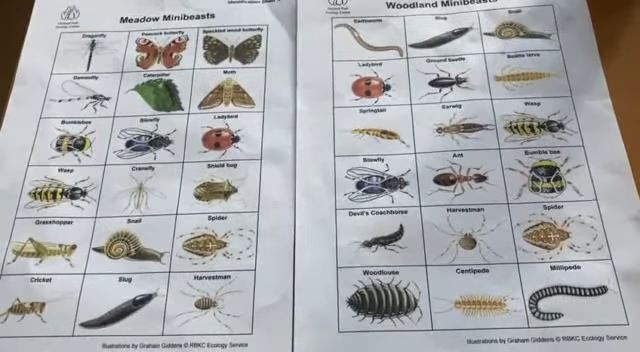 Meadow Minibeasts
Dragonfly Peacock butterfly Speckled wood butterfly
Damselfly Caterpillar Moth
Bumblebee Blowfly Ladybird
Wasp Cranefly Shield bug
Grasshopper Snail Spider
Cricket Slug Harvestman
Illustrations by Graham Giddens © RBKC Ecology Service
Woodland Minibeasts
Earthworm Slug Snail
Ladybird Ground beetle Beetle larva
Springtail Earwig Wasp
Blowfly Ant Bumble bee
Devil's Coachhorse Harvestman Spider
Woodlouse Centipede Millipede
Illustrations by Graham Giddens © RBKC Ecology Service